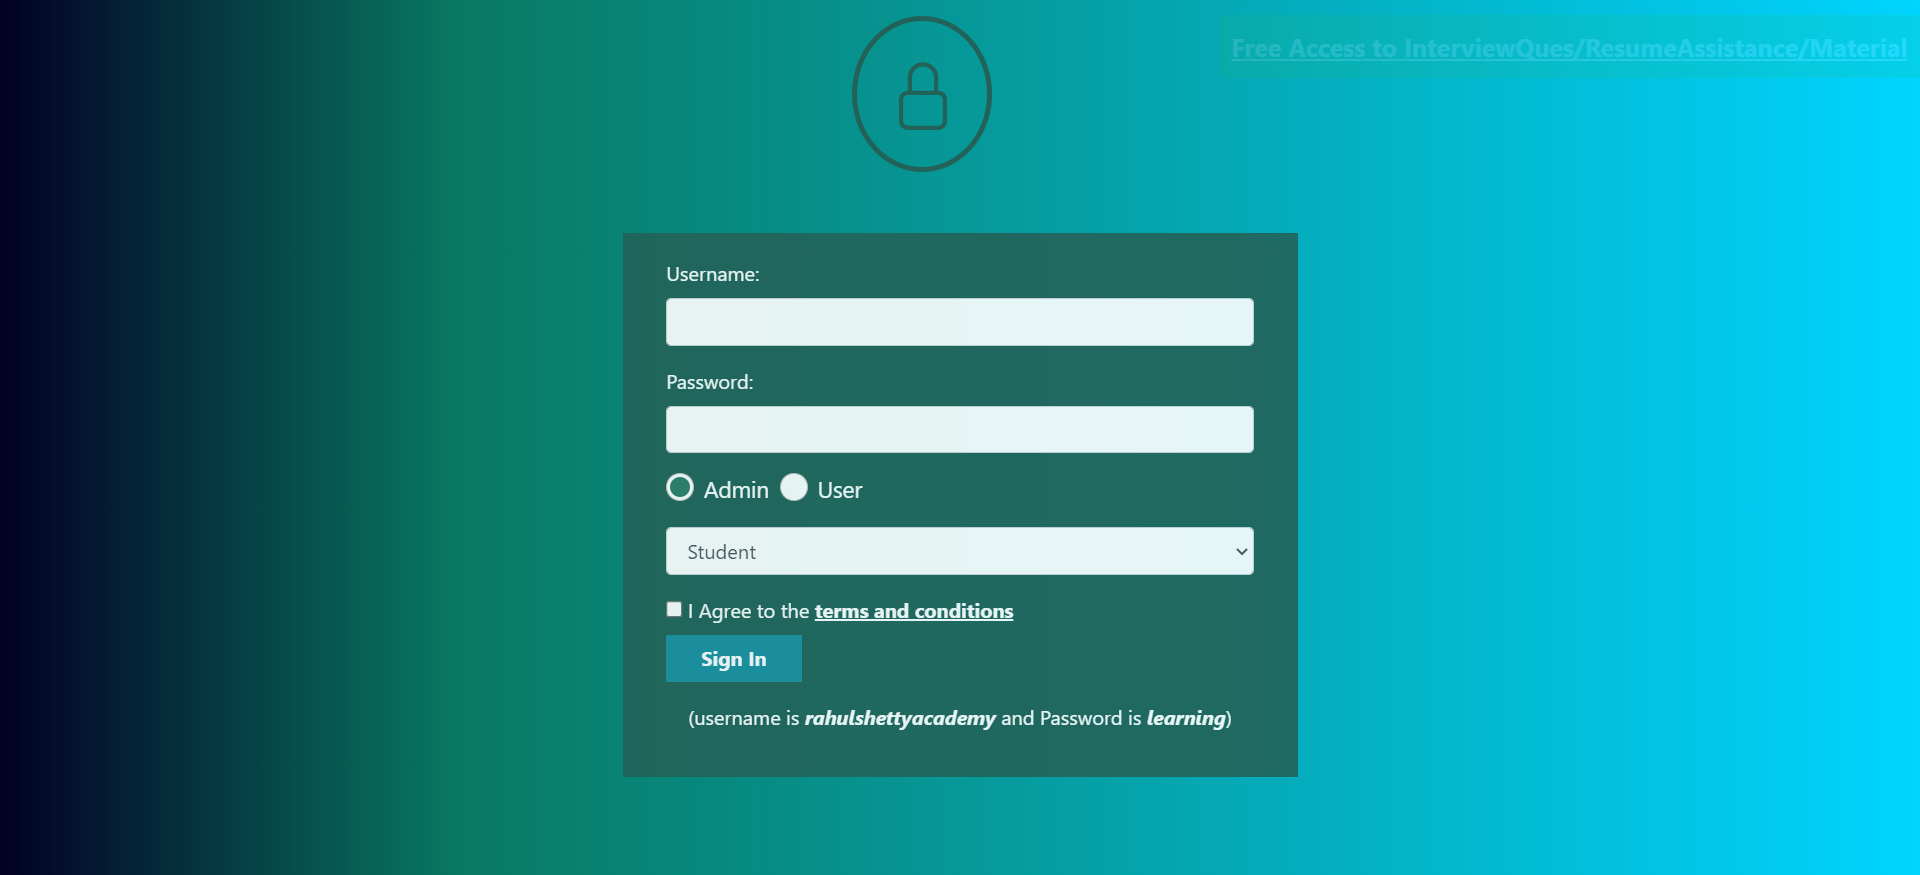 Free Access to InterviewQues/ResumeAssistance/Material
Username:
Password:
Admin User
Student
I Agree to the terms and conditions
Sign In
(username is rahulshettyacademy and Password is learning)